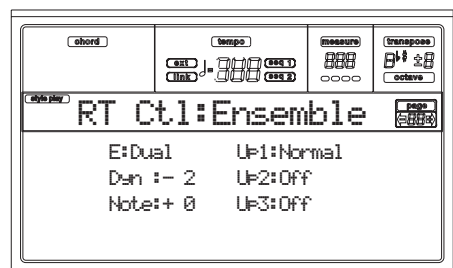 chord tempo measure transpose
ext seq 1
link seq 2
octave
style play
RT Ctl:Ensemble page
E:Dual Up1:Normal
Dyn :- 2 Up2:Off
Note:+ 0 Up3:Off